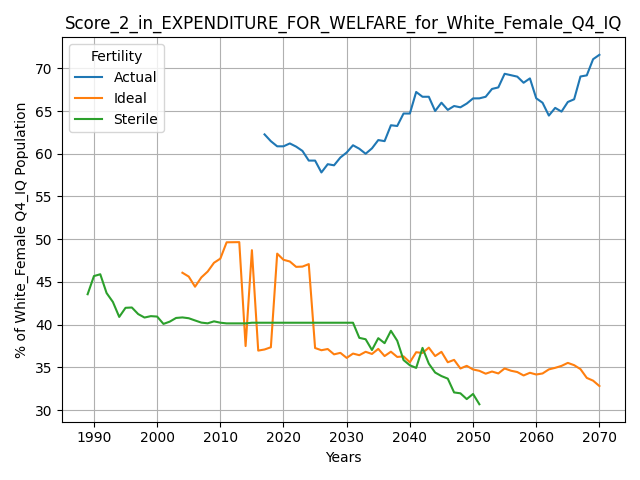 Score_2_in_EXPENDITURE_FOR_WELFARE_for_White_Female_Q4_IQ
Fertility
Actual
Ideal
Sterile
% of White_Female Q4_IQ Population
70
65
60
55
50
45
40
35
30
1990 2000 2010 2020 2030 2040 2050 2060 2070
Years